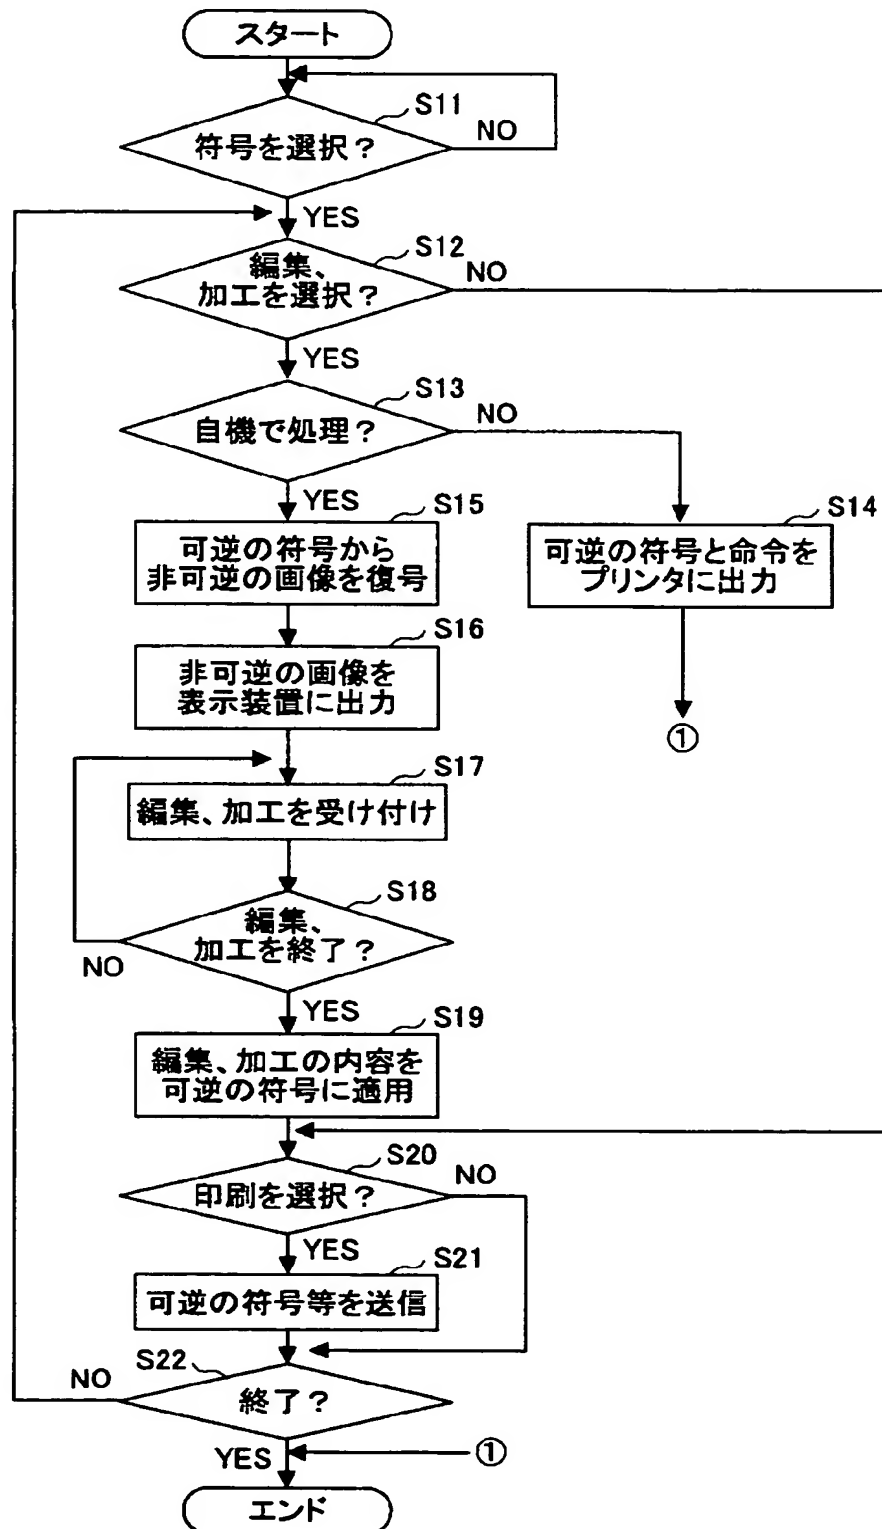 スタート
S11
符号を選択？
NO
YES
S12
編集、
加工を選択？
NO
YES
S13
自機で処理？
NO
YES
S15
可逆の符号から
非可逆の画像を復号
S14
可逆の符号と命令を
プリンタに出力
①
S16
非可逆の画像を
表示装置に出力
S17
編集、加工を受け付け
S18
編集、
加工を終了？
NO
YES
S19
編集、加工の内容を
可逆の符号に適用
S20
印刷を選択？
NO
YES
S21
可逆の符号等を送信
S22
終了？
NO
YES
①
エンド